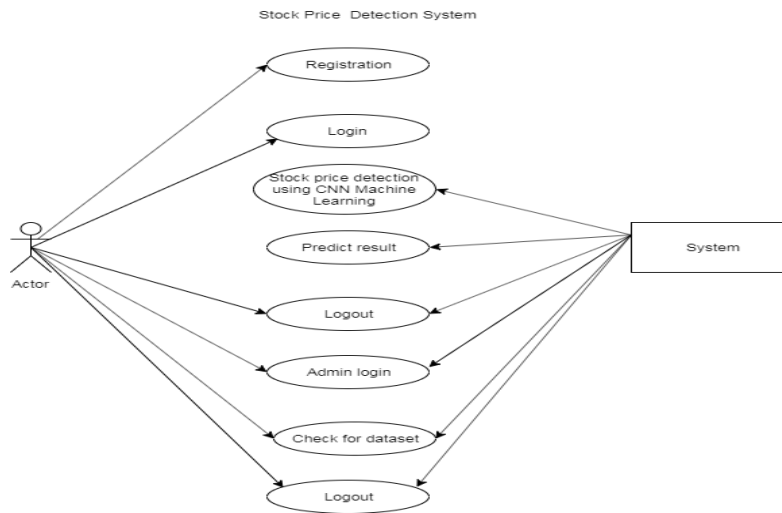 Stock Price Detection System
Registration
Login
Stock price detection
using CNN Machine
Learning
Predict result
System
Actor
Logout
Admin login
Check for dataset
Logout